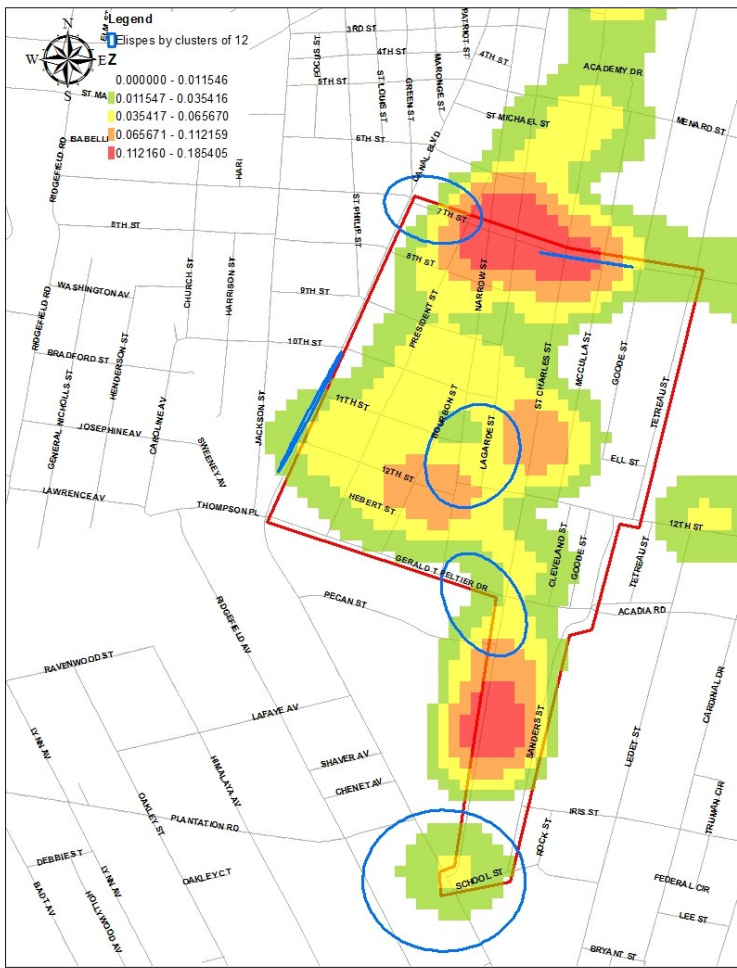 Legend
Elispes by clusters of 12
Z
0.000000 - 0.011546
0.011547 - 0.035416
0.035417 - 0.065670
0.065671 - 0.112159
0.112160 - 0.185405
N
W
E
S
3RD ST
4TH ST
4TH ST
5TH ST
6TH ST
FOCUS ST
ST LOUIS ST
GREEN ST
MARONGE ST
PATRIOT ST
ACADEMY DR
MENARD ST
ST MICHAEL ST
CANAL BLVD
RIDGEFIELD RD
HARI
ST PHILIP ST
7TH ST
8TH ST
8TH ST
9TH ST
10TH ST
11TH ST
12TH ST
12TH ST
CHURCH ST
HARRISON ST
WASHINGTON AV
RIDGEFIELD RD
BRADFORD ST
HENDERSON ST
GENERAL NICHOLLS ST
JOSEPHINE AV
CAROLINE AV
SWEENEY AV
JACKSON ST
LAWRENCE AV
THOMPSON PL
PRESIDENT ST
NARROW ST
BOURBON ST
LAGARDE ST
ST CHARLES ST
MCCULLA ST
GOODE ST
TETREAU ST
ELL ST
HEBERT ST
GERALD T PELTIER DR
CLEVELAND ST
GOODE ST
TETREAU ST
ACADIA RD
PECAN ST
RIDGEFIELD AV
RAVENWOOD ST
LAFAYE AV
SHAVER AV
CHENET AV
LYNN AV
HIMALAYA AV
OAKLEY ST
PLANTATION RD
OAKLEY CT
DEBBIE ST
LYNN AV
BADT AV
HOLLYWOOD AV
SANDERS ST
LEDET ST
CARDINAL DR
TRUMAN CIR
IRIS ST
ROCK ST
SCHOOL ST
FEDERAL CIR
LEE ST
BRYANT ST